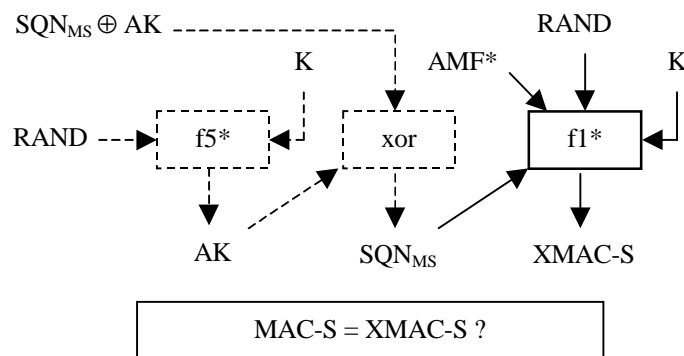 SQN_MS ⊕ AK
RAND
K
AMF*
K
RAND
f5*
xor
f1*
AK
SQN_MS
XMAC-S
MAC-S = XMAC-S ?